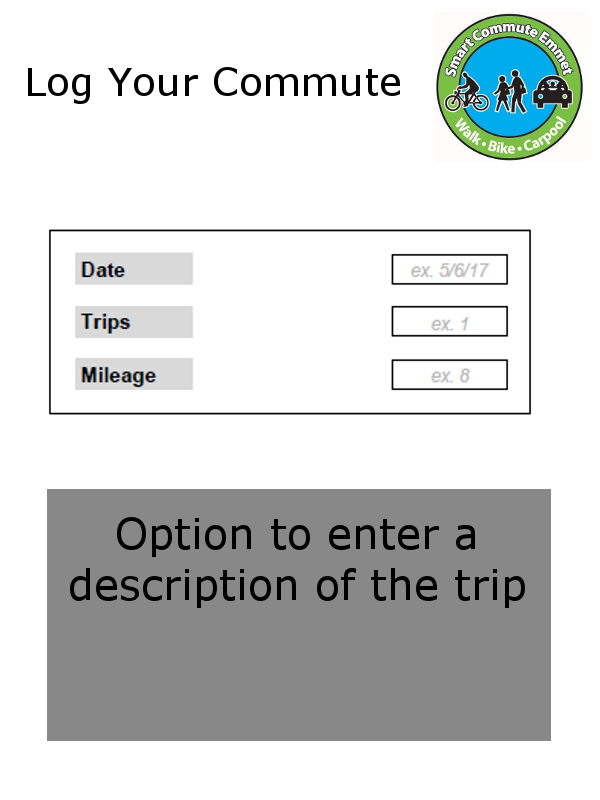 Log Your Commute
Smart Commute Emmet
Walk • Bike • Carpool
Date
ex. 5/6/17
Trips
ex. 1
Mileage
ex. 8
Option to enter a
description of the trip